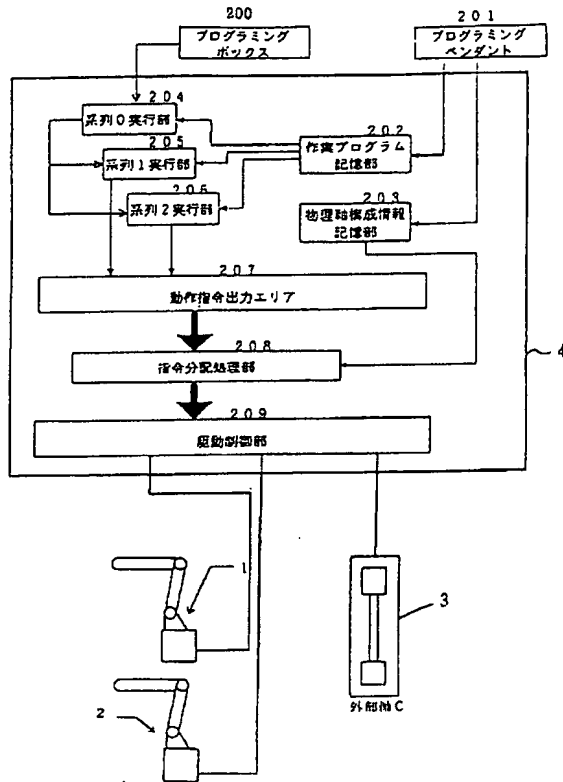 200
プログラミング
ボックス
201
プログラミング
ペンダント
204
系列0実行部
205
系列1実行部
206
系列2実行部
202
作業プログラム
記憶部
203
物理軸構成情報
記憶部
207
動作指令出力エリア
208
指令分配処理部
209
駆動制御部
4
1
2
3
外部軸C